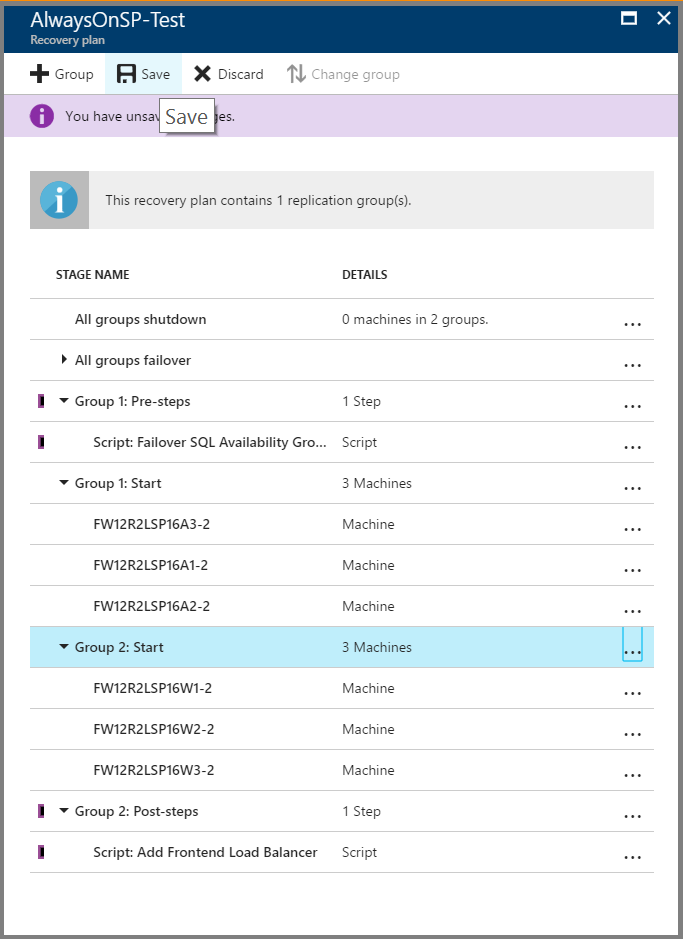 AlwaysOnSP-Test
Recovery plan
Group Save Discard Change group
You have unsav ges.
Save
This recovery plan contains 1 replication group(s).
STAGE NAME DETAILS
All groups shutdown 0 machines in 2 groups. ...
All groups failover ...
Group 1: Pre-steps 1 Step ...
Script: Failover SQL Availability Gro... Script ...
Group 1: Start 3 Machines ...
FW12R2LSP16A3-2 Machine ...
FW12R2LSP16A1-2 Machine ...
FW12R2LSP16A2-2 Machine ...
Group 2: Start 3 Machines ...
FW12R2LSP16W1-2 Machine ...
FW12R2LSP16W2-2 Machine ...
FW12R2LSP16W3-2 Machine ...
Group 2: Post-steps 1 Step ...
Script: Add Frontend Load Balancer Script ...